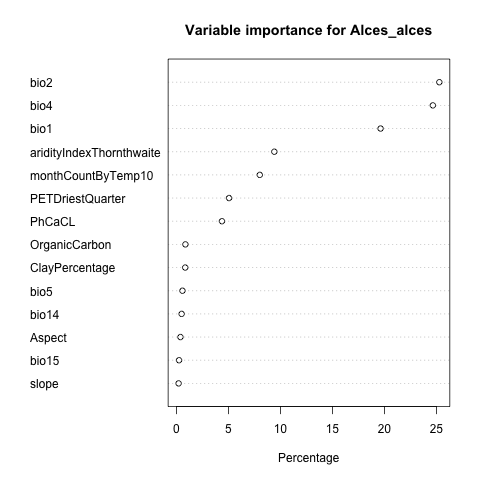 Variable importance for Alces_alces
bio2
bio4
bio1
aridityIndexThornthwaite
monthCountByTemp10
PETDriestQuarter
PhCaCL
OrganicCarbon
ClayPercentage
bio5
bio14
Aspect
bio15
slope
0 5 10 15 20 25
Percentage